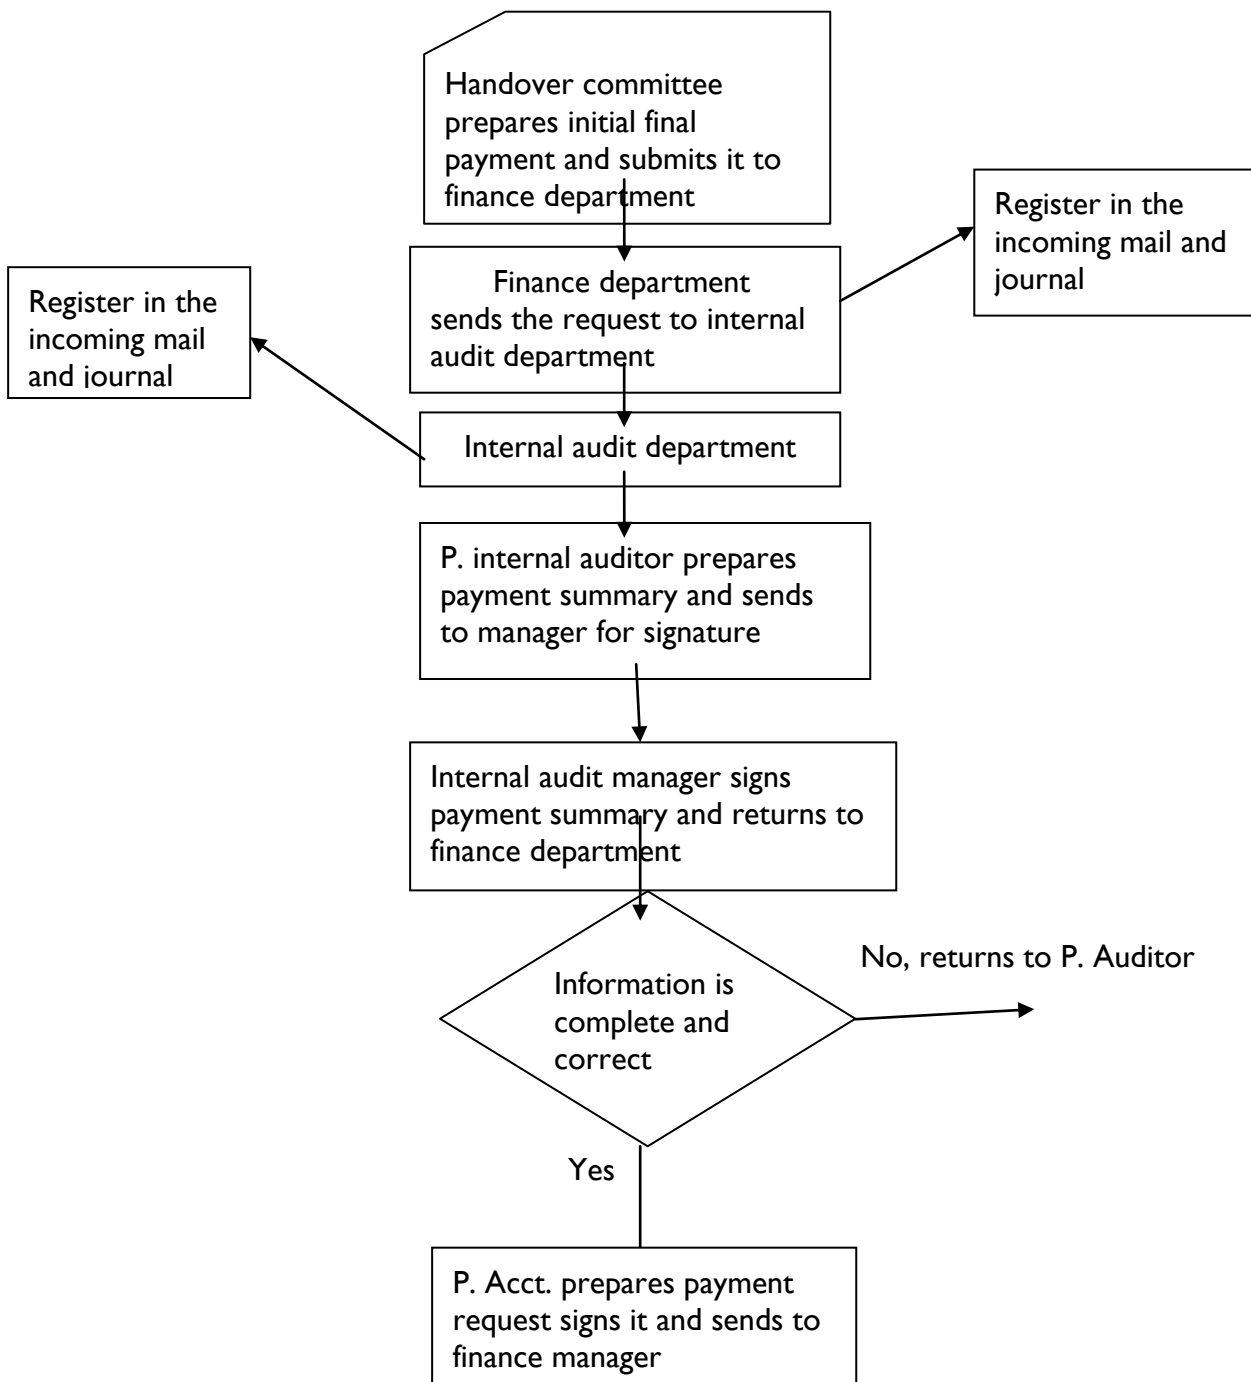 Handover committee
prepares initial final
payment and submits it to
finance department
Register in the
incoming mail and
journal
Finance department
sends the request to internal
audit department
Register in the
incoming mail
and journal
Internal audit department
P. internal auditor prepares
payment summary and sends
to manager for signature
Internal audit manager signs
payment summary and returns to
finance department
No, returns to P. Auditor
Information is
complete and
correct
Yes
P. Acct. prepares payment
request signs it and sends to
finance manager